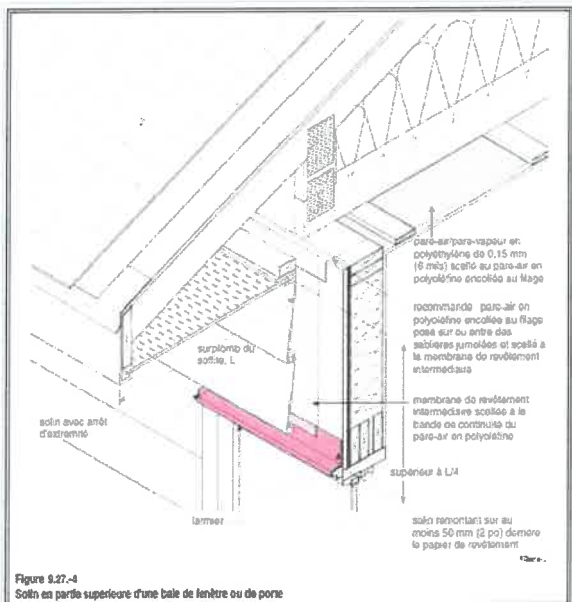 pare-air/pare-vapeur en
polyéthylène de 0,15 mm
(6 mils) scellé au pare-air en
polyoléfine encollée au filage
recommandé pare-air en
polyoléfine encollée au filage
posé sur ou entre des
sablières jumelées et scellé à
la membrane de revêtement
intermédiaire
surplomb du
soffite, L
membrane de revêtement
intermédiaire scellée à la
bande de continuité du
pare-air en polyoléfine
solin avec arrêt
d'extrémité
supérieur à L/4
larmier
solin remontant sur au
moins 50 mm (2 po) derrière
le papier de revêtement
Figure 9.27.-4
Solin en partie supérieure d'une baie de fenêtre ou de porte